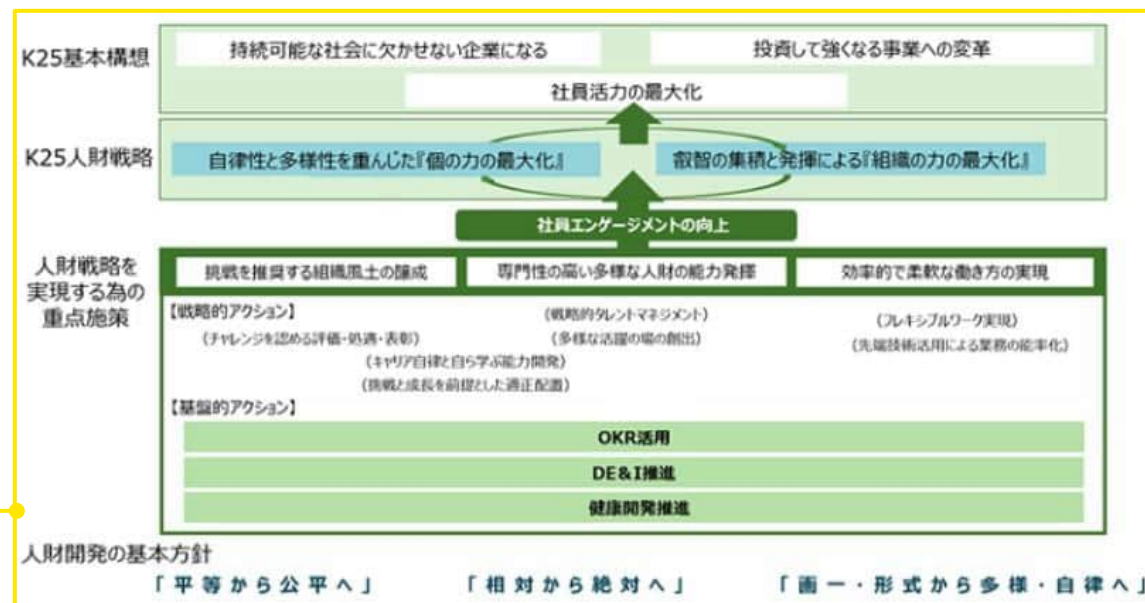 K25基本構想
持続可能な社会に欠かせない企業になる
投資して強くなる事業への変革
社員活力の最大化
K25人財戦略
自律性と多様性を重んじた『個の力の最大化』
叡智の集積と発揮による『組織の力の最大化』
社員エンゲージメントの向上
人財戦略を
実現する為の
重点施策
挑戦を推奨する組織風土の醸成
専門性の高い多様な人財の能力発揮
効率的で柔軟な働き方の実現
【戦略的アクション】
(チャレンジを認める評価・処遇・表彰)
(戦略的タレントマネジメント)
(多様な活躍の場の創出)
(フレキシブルワーク実現)
(先端技術活用による業務の能率化)
(キャリア自律と自ら学ぶ能力開発)
(挑戦と成長を前提とした適正配置)
【基盤的アクション】
OKR活用
DE&I推進
健康開発推進
人財開発の基本方針
「平等から公平へ」
「相対から絶対へ」
「画一・形式から多様・自律へ」